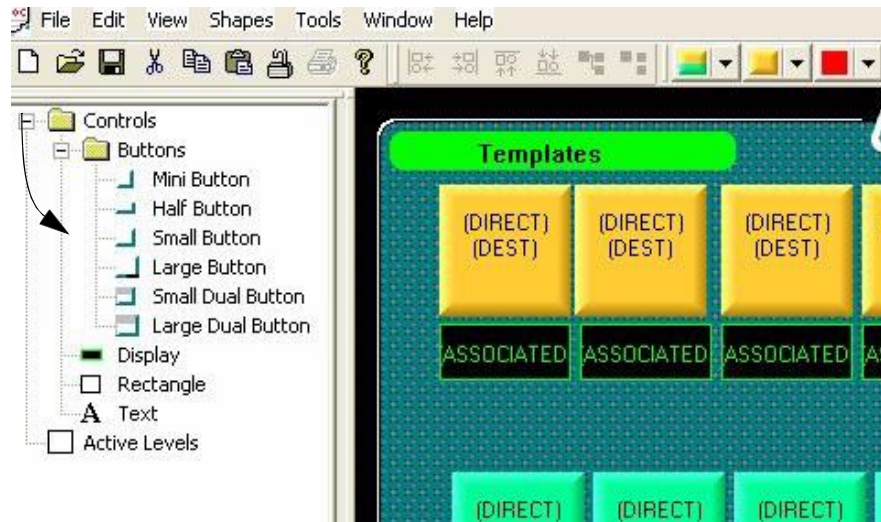 File Edit View Shapes Tools Window Help
Controls
Buttons
Mini Button
Half Button
Small Button
Large Button
Small Dual Button
Large Dual Button
Display
Rectangle
A Text
Active Levels
Templates
(DIRECT) (DIRECT) (DIRECT)
(DEST) (DEST) (DEST)
ASSOCIATED ASSOCIATED ASSOCIATED A
(DIRECT) (DIRECT) (DIRECT)